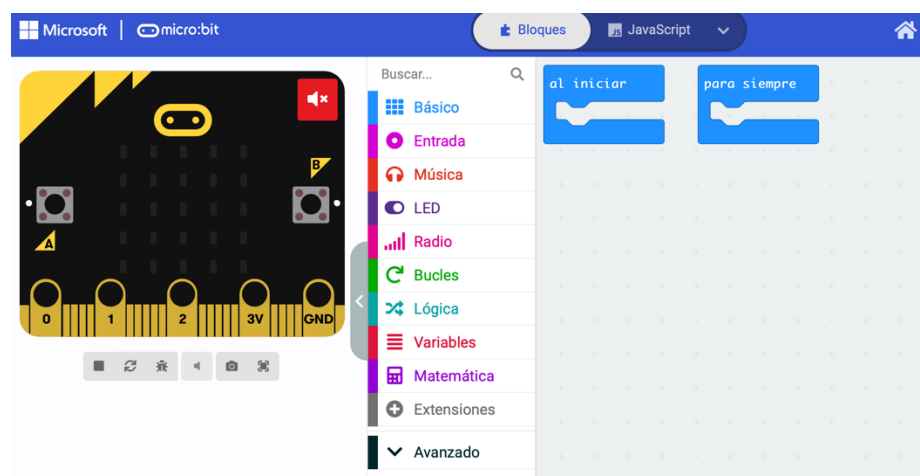 Microsoft micro:bit Bloques JS JavaScript
Buscar...
Básico
Entrada
Música
LED
Radio
Bucles
Lógica
Variables
Matemática
Extensiones
Avanzado
al iniciar
para siempre
B
A
0 1 2 3V GND